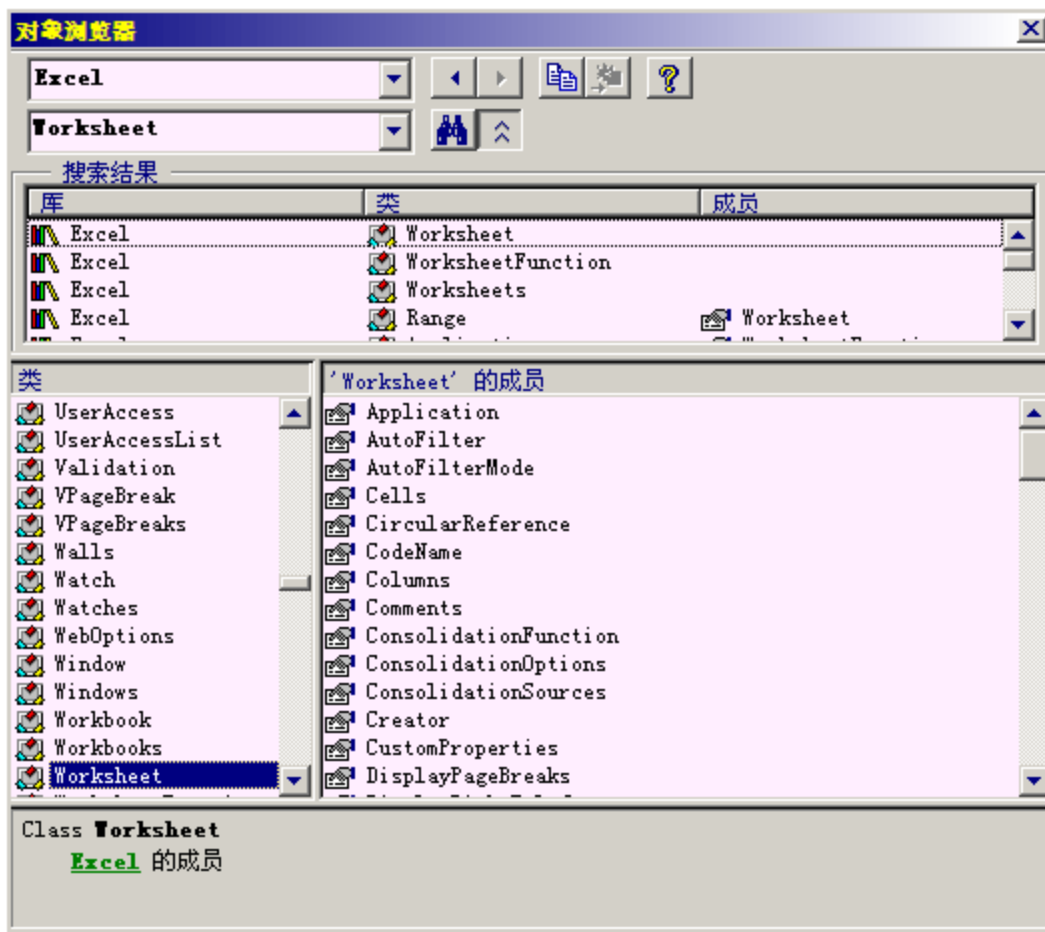 对象浏览器
Excel
Worksheet
搜索结果
库 类 成员
Excel Worksheet
Excel WorksheetFunction
Excel Worksheets
Excel Range Worksheet
类
UserAccess
UserAccessList
Validation
VPageBreak
VPageBreaks
Walls
Watch
Watches
WebOptions
Window
Windows
Workbook
Workbooks
Worksheet
'Worksheet' 的成员
Application
AutoFilter
AutoFilterMode
Cells
CircularReference
CodeName
Columns
Comments
ConsolidationFunction
ConsolidationOptions
ConsolidationSources
Creator
CustomProperties
DisplayPageBreaks
Class Worksheet
Excel 的成员